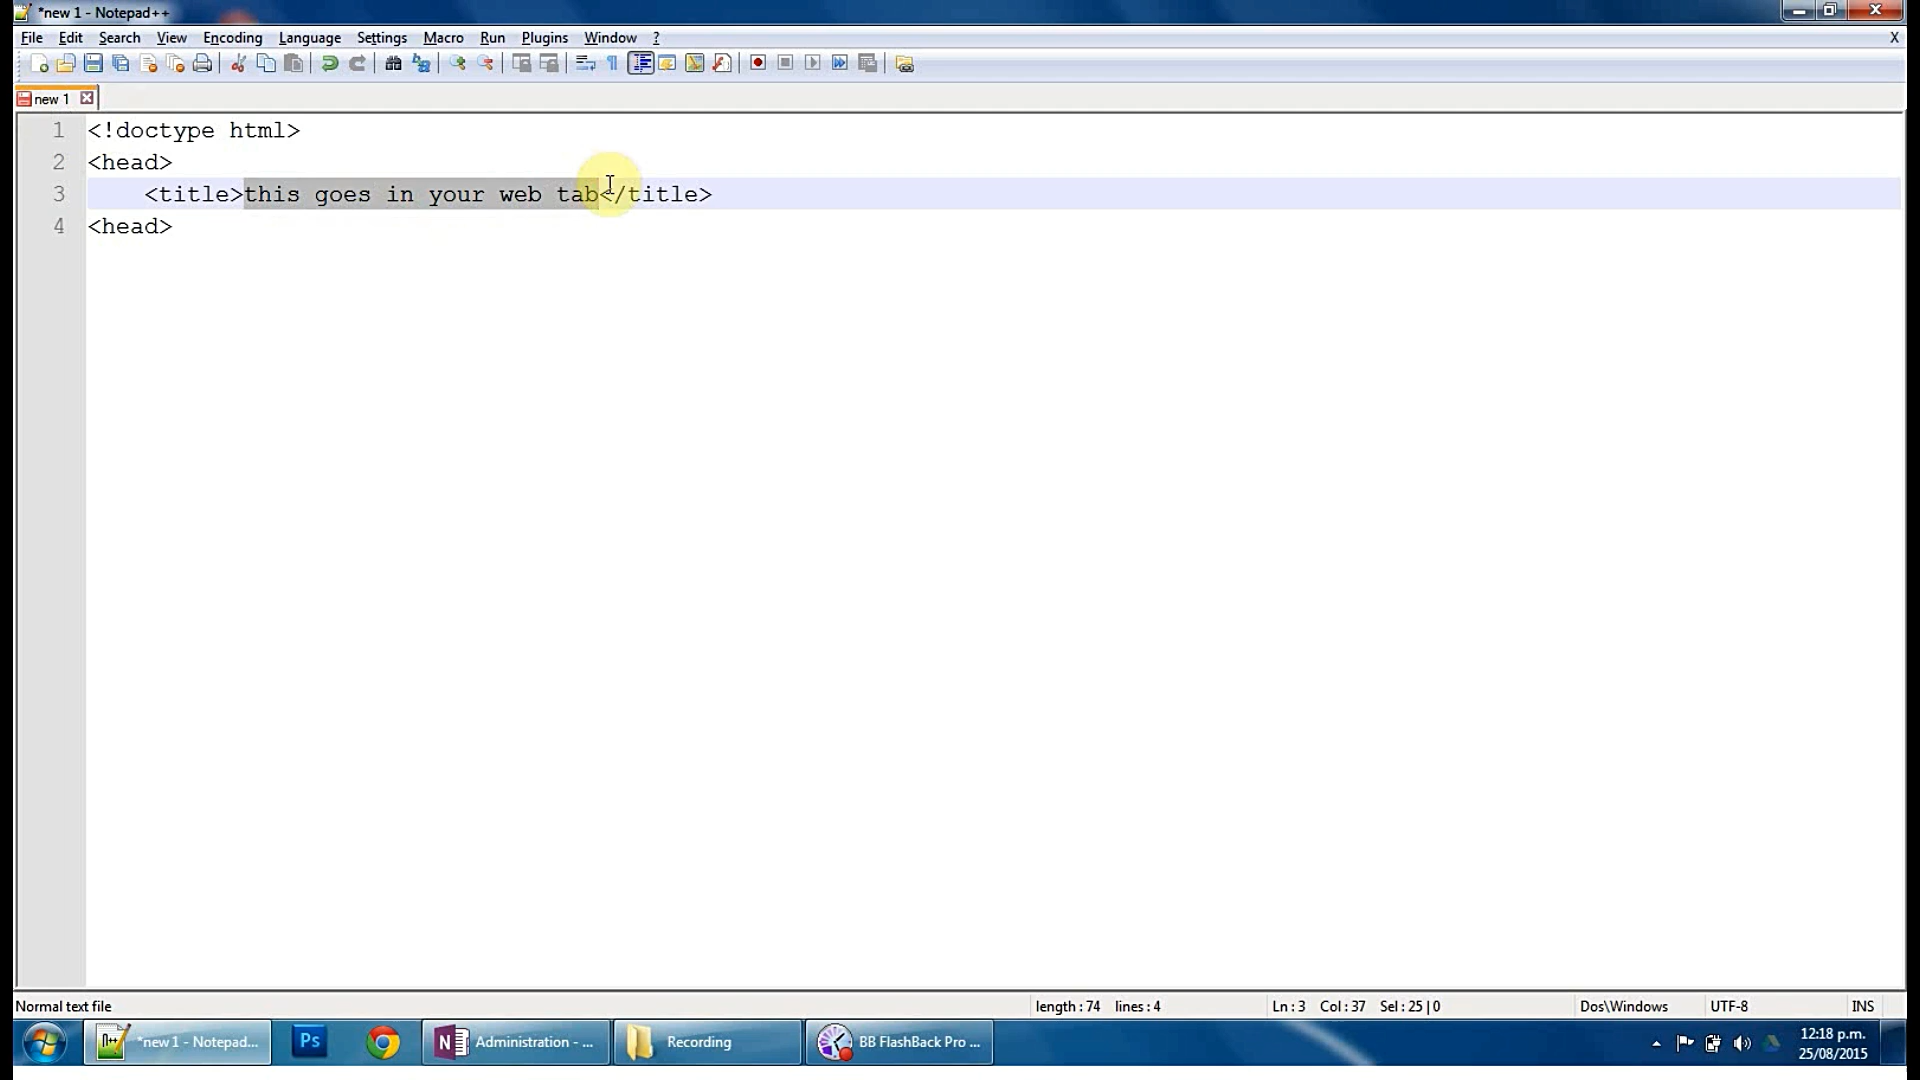 *new 1 - Notepad++
File Edit Search View Encoding Language Settings Macro Run Plugins Window ? X
new 1
1 <!doctype html>
2 <head>
3 <title>this goes in your web tab</title>
4 <head>
Normal text file length : 74 lines : 4 Ln : 3 Col : 37 Sel : 25 | 0 Dos\Windows UTF-8 INS
*new 1 - Notepad... Ps Administration - ... Recording BB FlashBack Pro ... 12:18 p.m.
25/08/2015